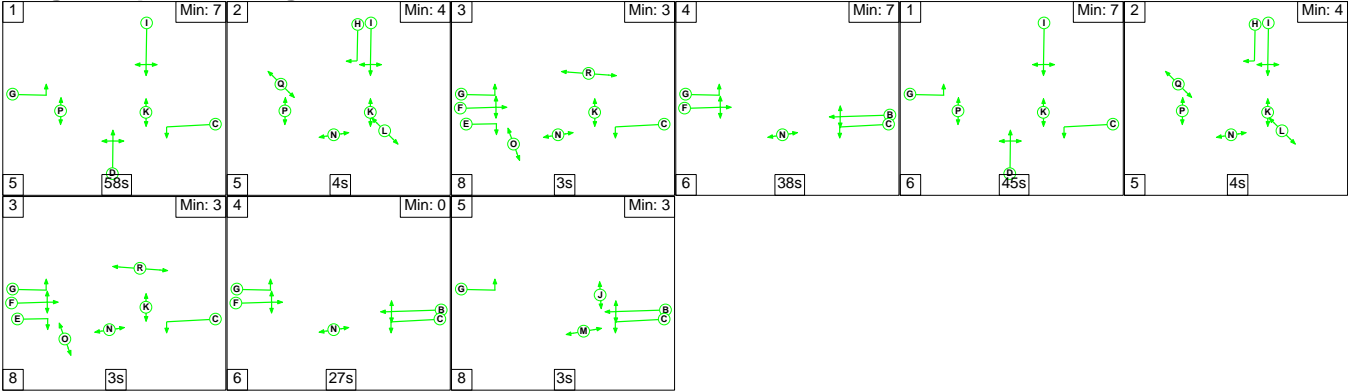 1 Min: 7 2 Min: 4 3 Min: 3 4 Min: 7 1 Min: 7 2 Min: 4
I H I R I H I
Q Q
G P K P K G F K G F G P K P K
E N B C N
C N L O N C N L
D D
5 58s 5 4s 8 3s 6 38s 6 45s 5 4s
3 Min: 3 4 Min: 0 5 Min: 3
R
G F K G F G J
E C B C B C
O N N M
8 3s 6 27s 8 3s